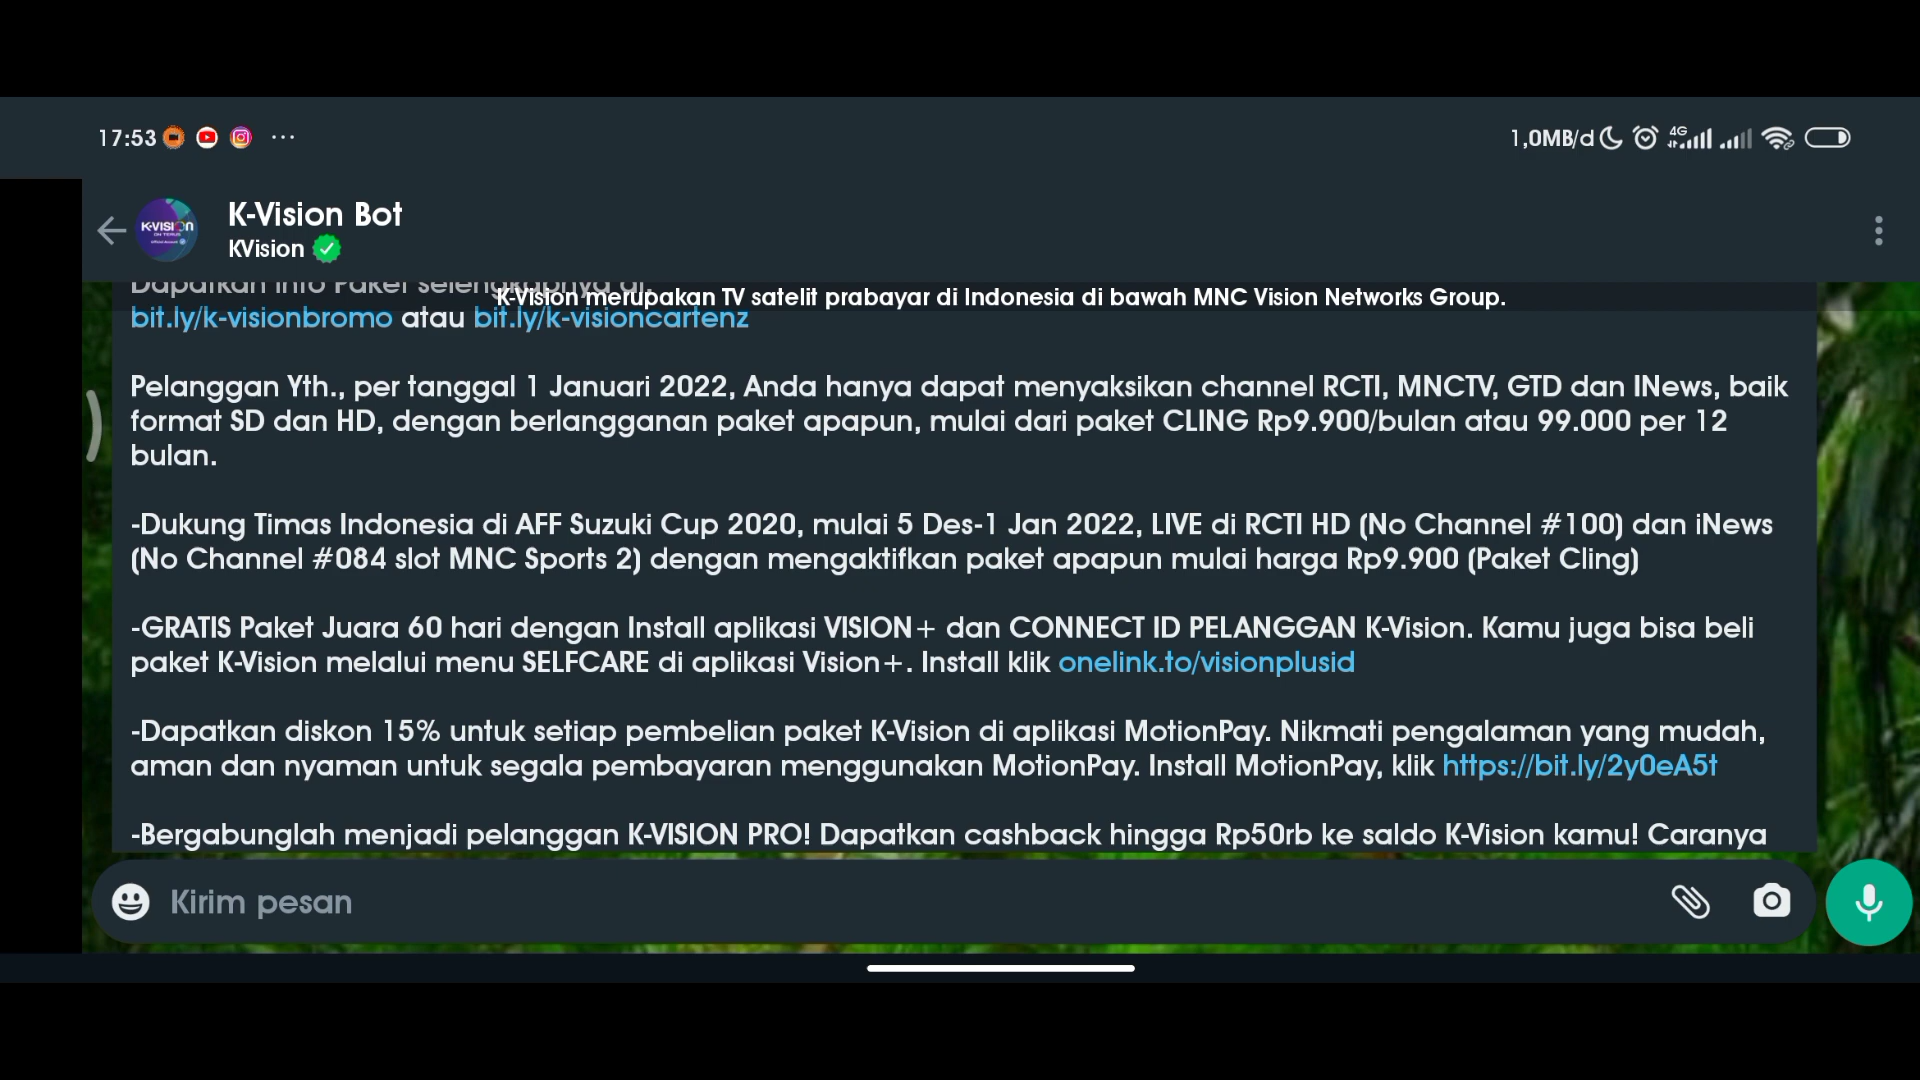 17:53
1,0MB/d
4G
K-VISION
K-Vision Bot
KVision
Dapatkan info Paket selengkapnya di:
K-Vision merupakan TV satelit prabayar di Indonesia di bawah MNC Vision Networks Group.
bit.ly/k-visionbromo atau bit.ly/k-visioncartenz
Pelanggan Yth., per tanggal 1 Januari 2022, Anda hanya dapat menyaksikan channel RCTI, MNCTV, GTD dan INews, baik
format SD dan HD, dengan berlangganan paket apapun, mulai dari paket CLING Rp9.900/bulan atau 99.000 per 12
bulan.
-Dukung Timas Indonesia di AFF Suzuki Cup 2020, mulai 5 Des-1 Jan 2022, LIVE di RCTI HD (No Channel #100) dan iNews
(No Channel #084 slot MNC Sports 2) dengan mengaktifkan paket apapun mulai harga Rp9.900 (Paket Cling)
-GRATIS Paket Juara 60 hari dengan Install aplikasi VISION+ dan CONNECT ID PELANGGAN K-Vision. Kamu juga bisa beli
paket K-Vision melalui menu SELFCARE di aplikasi Vision+. Install klik onelink.to/visionplusid
-Dapatkan diskon 15% untuk setiap pembelian paket K-Vision di aplikasi MotionPay. Nikmati pengalaman yang mudah,
aman dan nyaman untuk segala pembayaran menggunakan MotionPay. Install MotionPay, klik https://bit.ly/2y0eA5t
-Bergabunglah menjadi pelanggan K-VISION PRO! Dapatkan cashback hingga Rp50rb ke saldo K-Vision kamu! Caranya
Kirim pesan